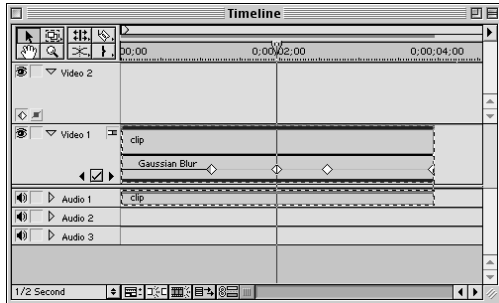 Timeline
00:00 0;00;02;00 0;00;04;00
Video 2
Video 1
clip
Gaussian Blur
Audio 1 clip
Audio 2
Audio 3
1/2 Second